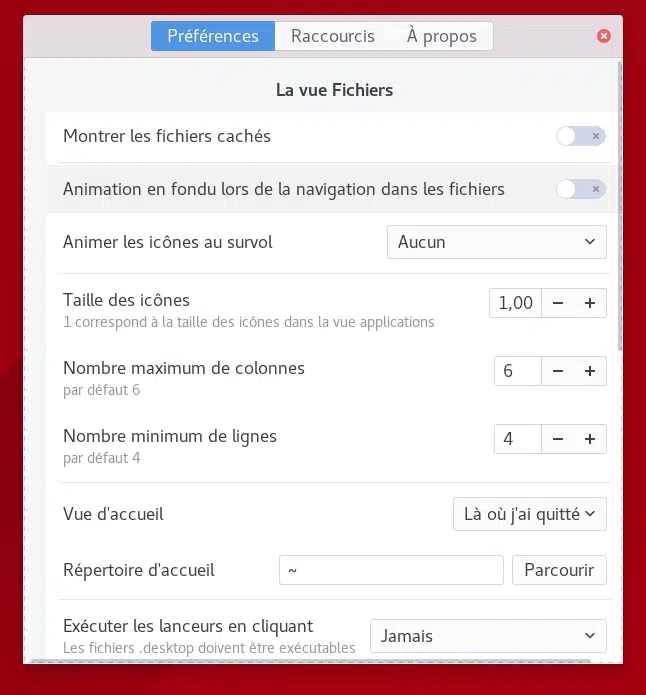 Préférences Raccourcis À propos
La vue Fichiers
Montrer les fichiers cachés
Animation en fondu lors de la navigation dans les fichiers
Animer les icônes au survol Aucun
Taille des icônes 1,00 − +
1 correspond à la taille des icônes dans la vue applications
Nombre maximum de colonnes 6 − +
par défaut 6
Nombre minimum de lignes 4 − +
par défaut 4
Vue d'accueil Là où j'ai quitté
Répertoire d'accueil ~ Parcourir
Exécuter les lanceurs en cliquant Jamais
Les fichiers .desktop doivent être exécutables